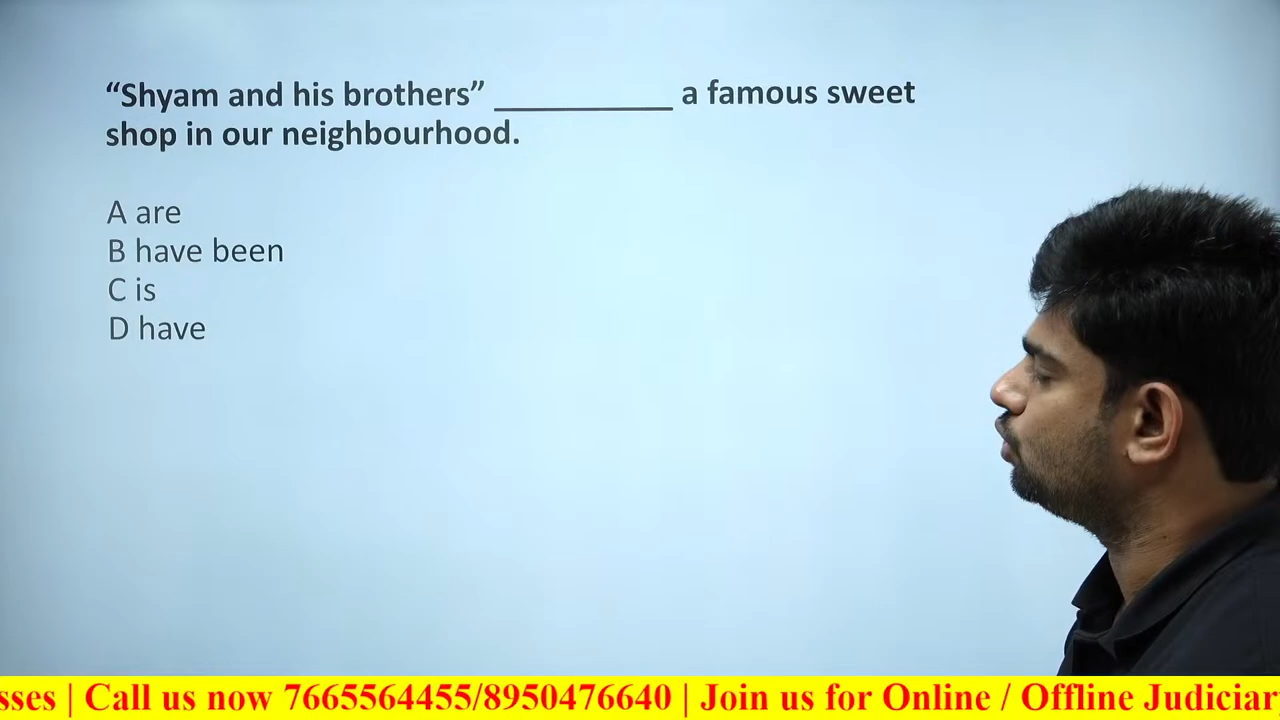 “Shyam and his brothers” ____________ a famous sweet
shop in our neighbourhood.
A are
B have been
C is
D have
sses | Call us now 7665564455/8950476640 | Join us for Online / Offline Judiciar